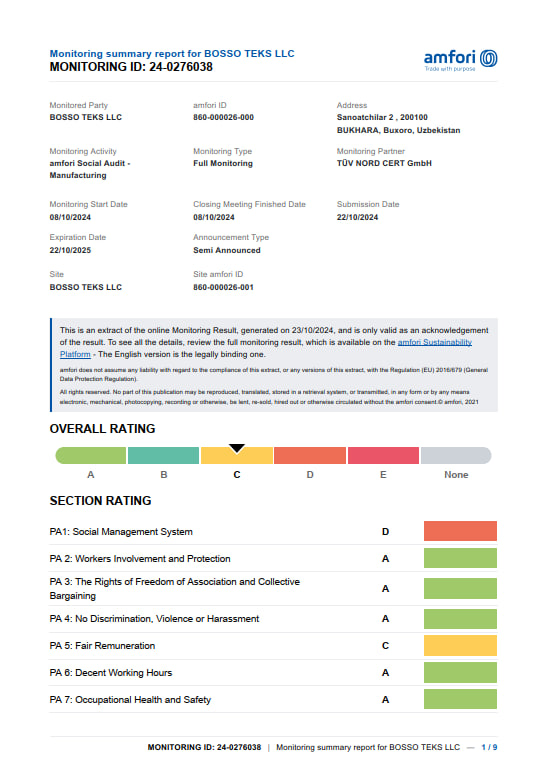 Monitoring summary report for BOSSO TEKS LLC
MONITORING ID: 24-0276038
amfori
Trade with purpose
Monitored Party
BOSSO TEKS LLC
amfori ID
860-000026-000
Address
Sanoatchilar 2 , 200100
BUKHARA, Buxoro, Uzbekistan
Monitoring Activity
amfori Social Audit -
Manufacturing
Monitoring Type
Full Monitoring
Monitoring Partner
TÜV NORD CERT GmbH
Monitoring Start Date
08/10/2024
Closing Meeting Finished Date
08/10/2024
Submission Date
22/10/2024
Expiration Date
22/10/2025
Announcement Type
Semi Announced
Site
BOSSO TEKS LLC
Site amfori ID
860-000026-001
This is an extract of the online Monitoring Result, generated on 23/10/2024, and is only valid as an acknowledgement
of the result. To see all the details, review the full monitoring result, which is available on the amfori Sustainability
Platform - The English version is the legally binding one.
amfori does not assume any liability with regard to the compliance of this extract, or any versions of this extract, with the Regulation (EU) 2016/679 (General
Data Protection Regulation).
All rights reserved. No part of this publication may be reproduced, translated, stored in a retrieval system, or transmitted, in any form or by any means
electronic, mechanical, photocopying, recording or otherwise, be lent, re-sold, hired out or otherwise circulated without the amfori consent.© amfori, 2021
OVERALL RATING
A B C D E None
SECTION RATING
PA1: Social Management System D
PA 2: Workers Involvement and Protection A
PA 3: The Rights of Freedom of Association and Collective
Bargaining A
PA 4: No Discrimination, Violence or Harassment A
PA 5: Fair Remuneration C
PA 6: Decent Working Hours A
PA 7: Occupational Health and Safety A
MONITORING ID: 24-0276038 | Monitoring summary report for BOSSO TEKS LLC — 1 / 9